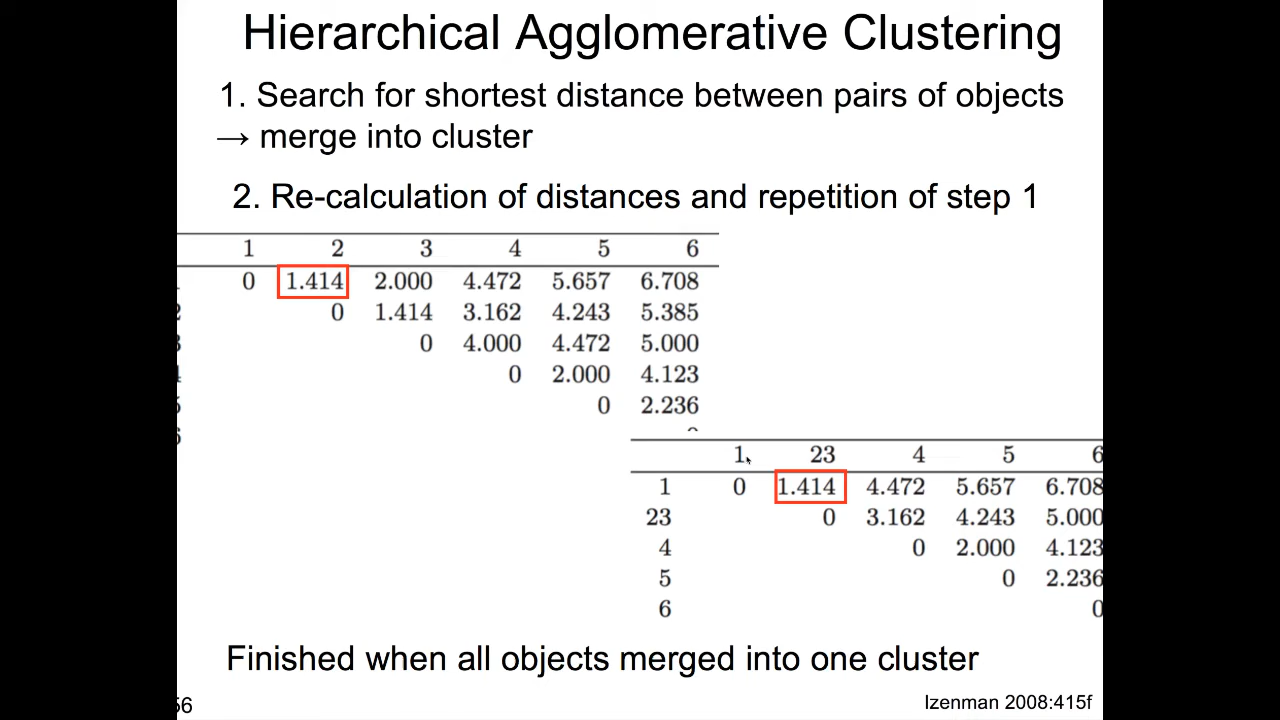 Hierarchical Agglomerative Clustering
1. Search for shortest distance between pairs of objects
→ merge into cluster
2. Re-calculation of distances and repetition of step 1
1 2 3 4 5 6
0 1.414 2.000 4.472 5.657 6.708
0 1.414 3.162 4.243 5.385
0 4.000 4.472 5.000
0 2.000 4.123
0 2.236
1 23 4 5 6
1 0 1.414 4.472 5.657 6.708
23 0 3.162 4.243 5.000
4 0 2.000 4.123
5 0 2.236
6 0
Finished when all objects merged into one cluster
56
Izenman 2008:415f